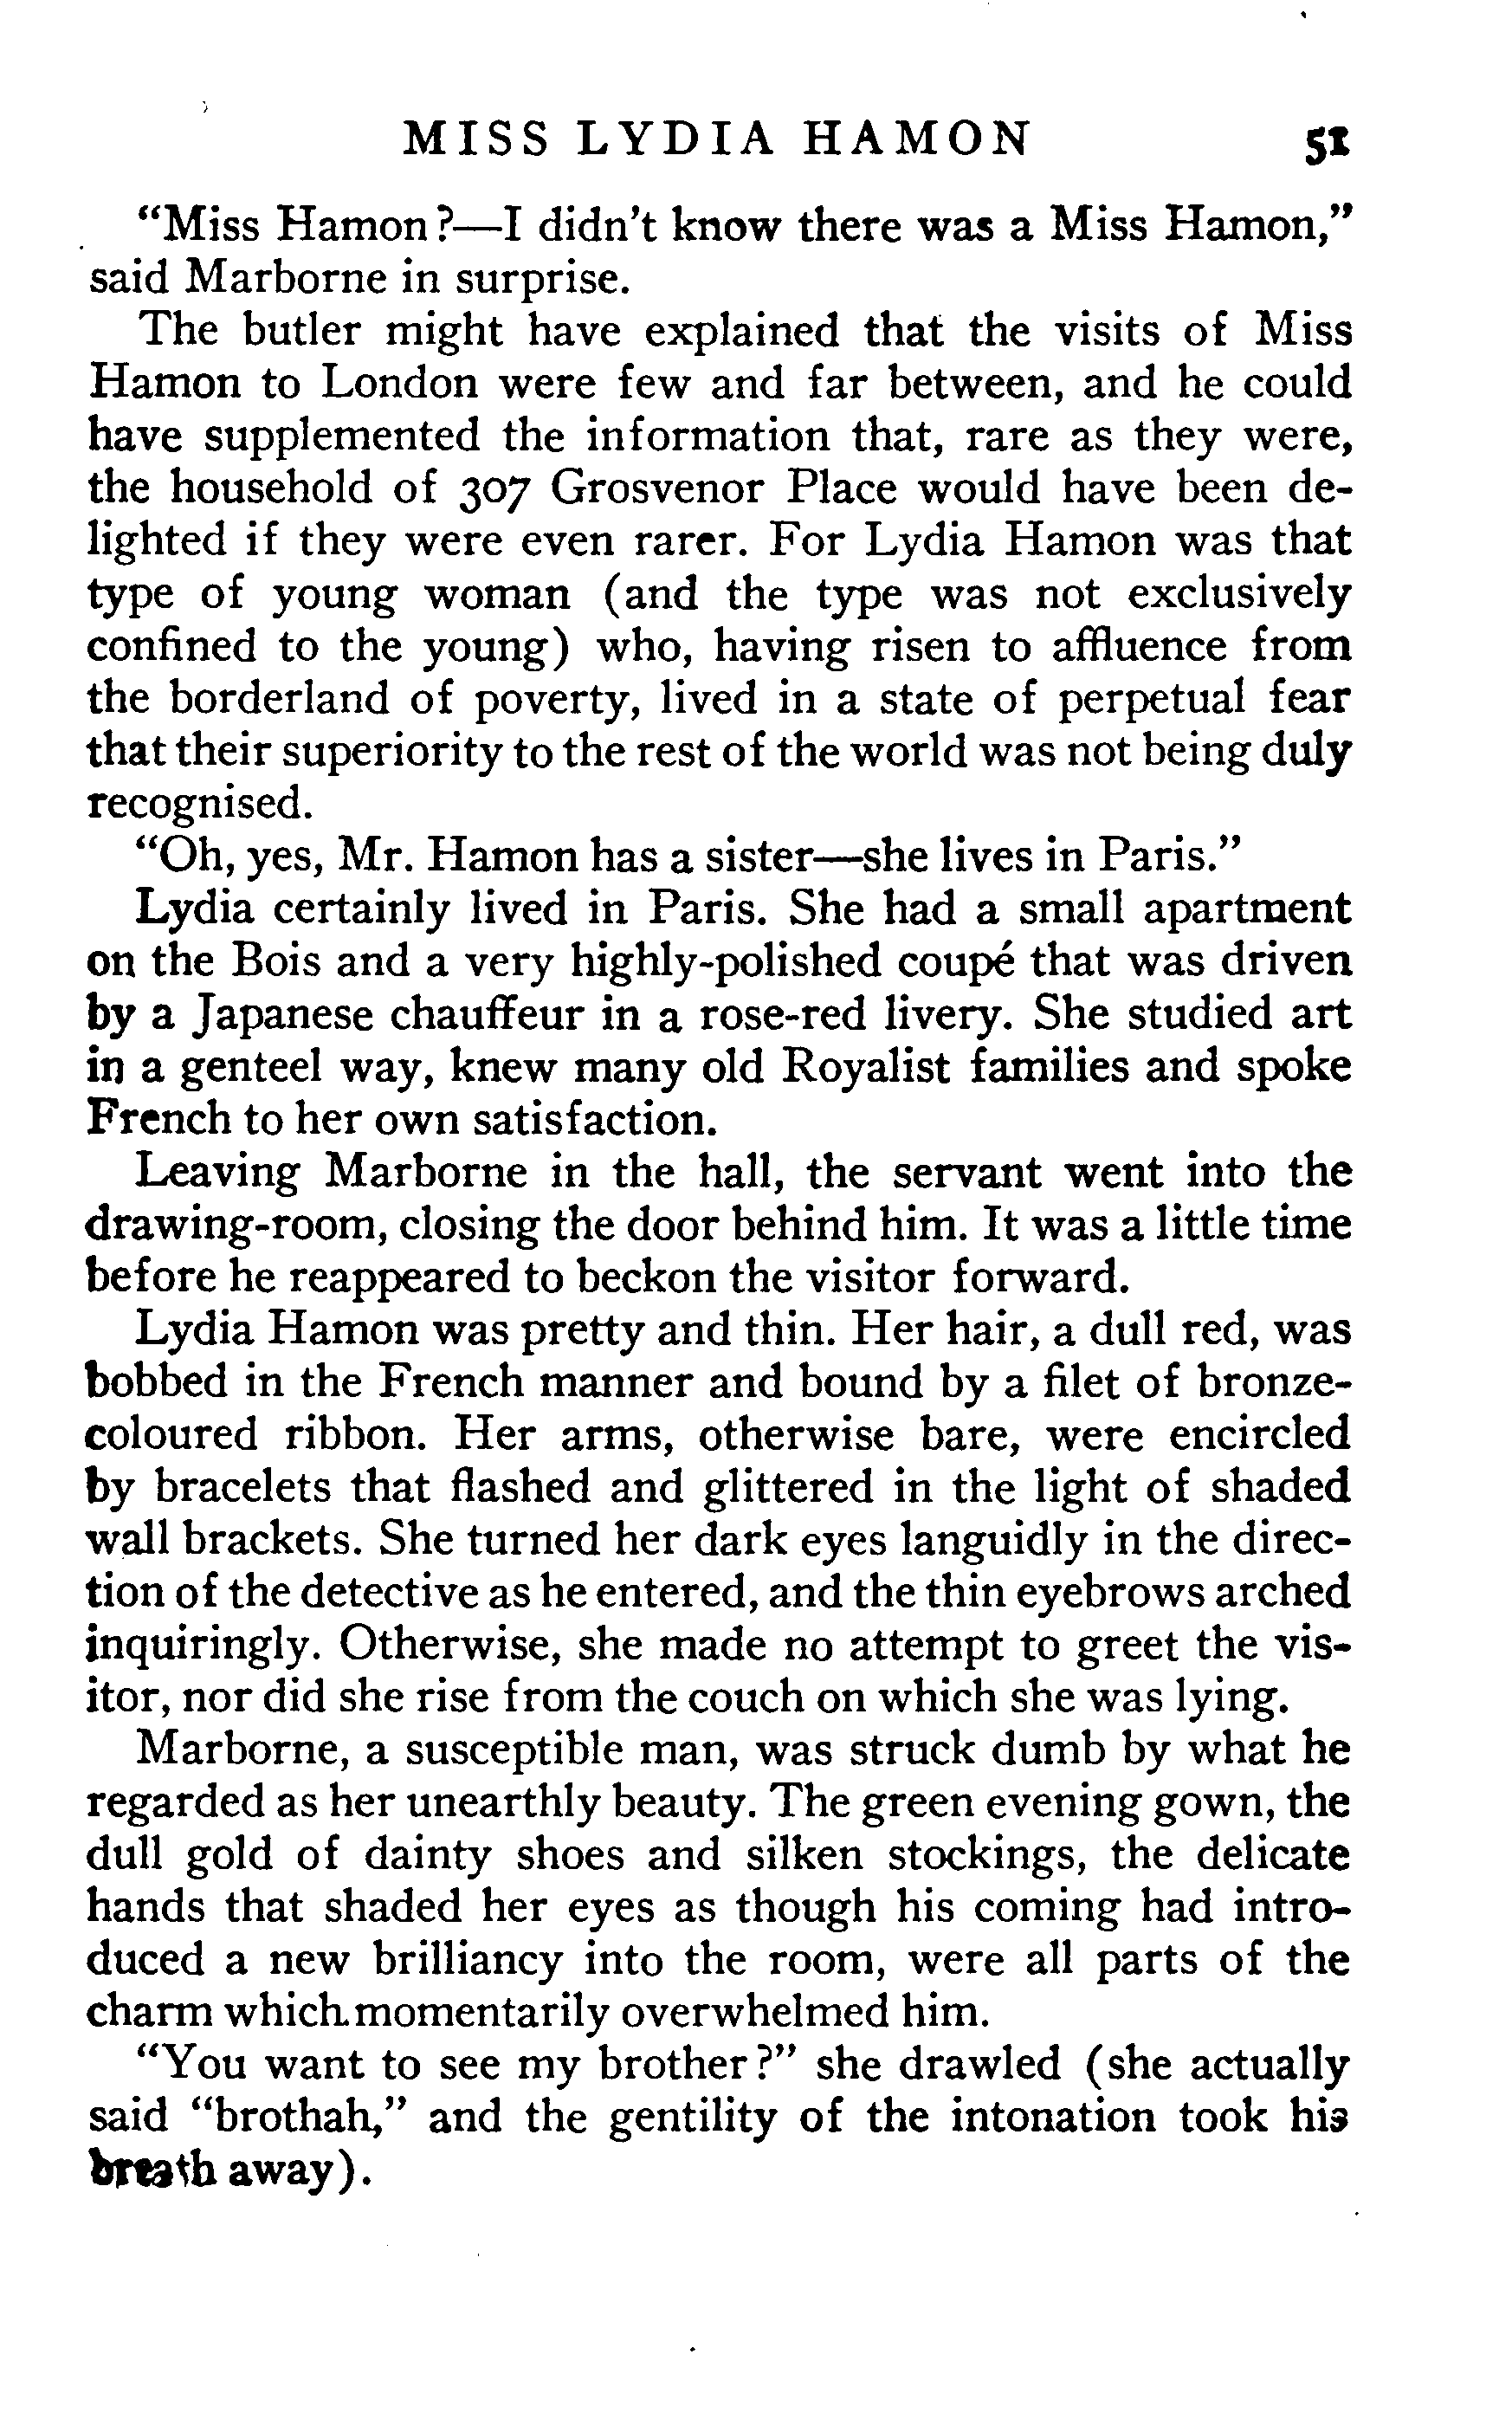 MISS LYDIA HAMON 51
“Miss Hamon?—I didn't know there was a Miss Hamon,”
said Marborne in surprise.
The butler might have explained that the visits of Miss
Hamon to London were few and far between, and he could
have supplemented the information that, rare as they were,
the household of 307 Grosvenor Place would have been de-
lighted if they were even rarer. For Lydia Hamon was that
type of young woman (and the type was not exclusively
confined to the young) who, having risen to affluence from
the borderland of poverty, lived in a state of perpetual fear
that their superiority to the rest of the world was not being duly
recognised.
“Oh, yes, Mr. Hamon has a sister—she lives in Paris.”
Lydia certainly lived in Paris. She had a small apartment
on the Bois and a very highly-polished coupé that was driven
by a Japanese chauffeur in a rose-red livery. She studied art
in a genteel way, knew many old Royalist families and spoke
French to her own satisfaction.
Leaving Marborne in the hall, the servant went into the
drawing-room, closing the door behind him. It was a little time
before he reappeared to beckon the visitor forward.
Lydia Hamon was pretty and thin. Her hair, a dull red, was
bobbed in the French manner and bound by a filet of bronze-
coloured ribbon. Her arms, otherwise bare, were encircled
by bracelets that flashed and glittered in the light of shaded
wall brackets. She turned her dark eyes languidly in the direc-
tion of the detective as he entered, and the thin eyebrows arched
inquiringly. Otherwise, she made no attempt to greet the vis-
itor, nor did she rise from the couch on which she was lying.
Marborne, a susceptible man, was struck dumb by what he
regarded as her unearthly beauty. The green evening gown, the
dull gold of dainty shoes and silken stockings, the delicate
hands that shaded her eyes as though his coming had intro-
duced a new brilliancy into the room, were all parts of the
charm which momentarily overwhelmed him.
“You want to see my brother?” she drawled (she actually
said “brothah,” and the gentility of the intonation took his
breath away).